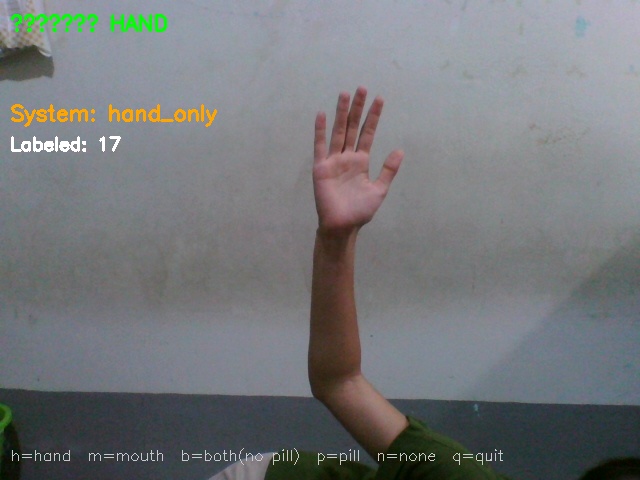 ??????? HAND
System: hand_only
Labeled: 17
h=hand m=mouth b=both(no pill) p=pill n=none q=quit